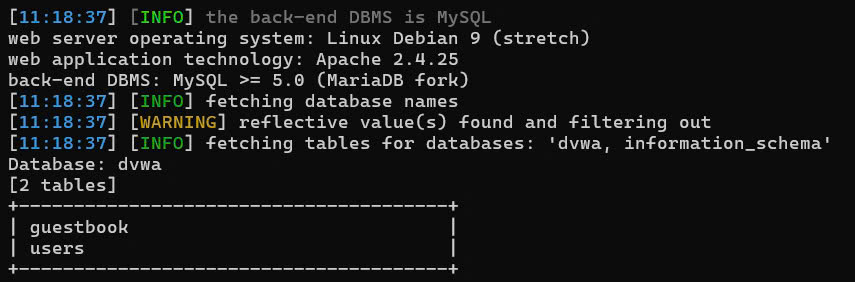 [11:18:37] [INFO] the back-end DBMS is MySQL
web server operating system: Linux Debian 9 (stretch)
web application technology: Apache 2.4.25
back-end DBMS: MySQL >= 5.0 (MariaDB fork)
[11:18:37] [INFO] fetching database names
[11:18:37] [WARNING] reflective value(s) found and filtering out
[11:18:37] [INFO] fetching tables for databases: 'dvwa, information_schema'
Database: dvwa
[2 tables]
+---------------------------------------+
| guestbook                             |
| users                                 |
+---------------------------------------+